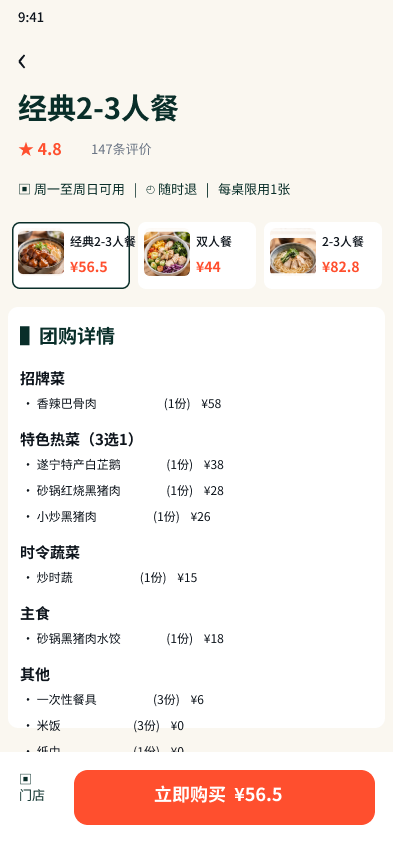 9:41
经典2-3人餐
★ 4.8 147条评价
周一至周日可用 | 随时退 | 每桌限用1张
经典2-3人餐 双人餐 2-3人餐
¥56.5 ¥44 ¥82.8
团购详情
招牌菜
· 香辣巴骨肉 (1份) ¥58
特色热菜（3选1）
· 遂宁特产白芷鹅 (1份) ¥38
· 砂锅红烧黑猪肉 (1份) ¥28
· 小炒黑猪肉 (1份) ¥26
时令蔬菜
· 炒时蔬 (1份) ¥15
主食
· 砂锅黑猪肉水饺 (1份) ¥18
其他
· 一次性餐具 (3份) ¥6
· 米饭 (3份) ¥0
· 纸巾 (1份) ¥0
门店
立即购买 ¥56.5